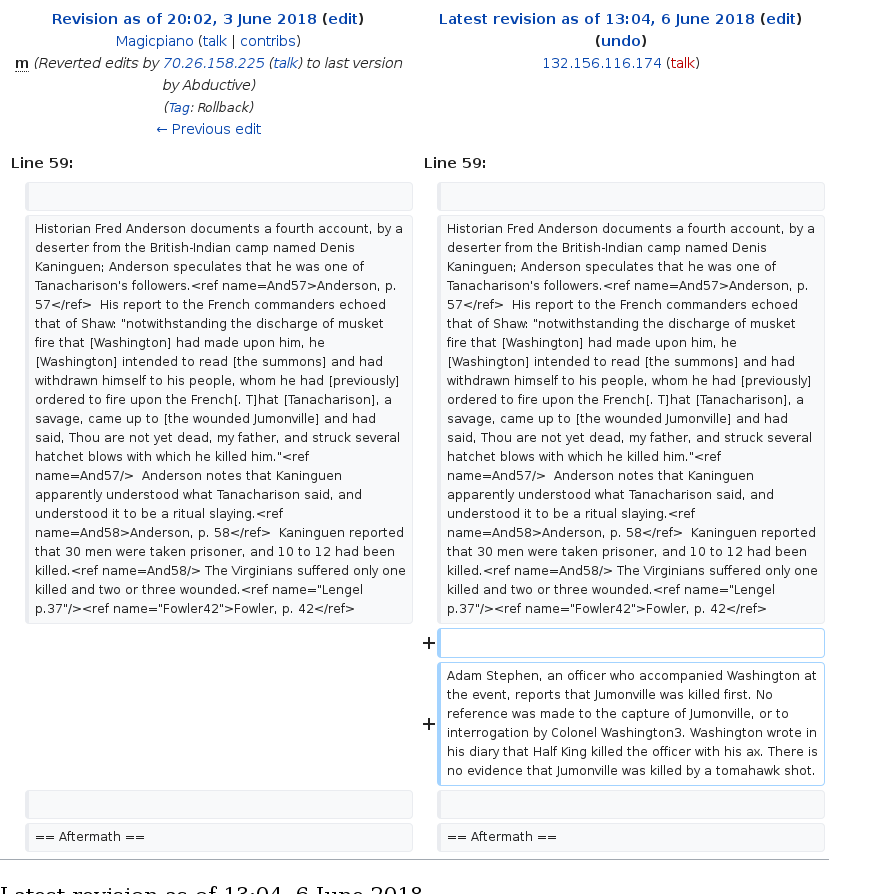 Revision as of 20:02, 3 June 2018 (edit)
Magicpiano (talk | contribs)
m (Reverted edits by 70.26.158.225 (talk) to last version
by Abductive)
(Tag: Rollback)
← Previous edit
Latest revision as of 13:04, 6 June 2018 (edit)
(undo)
132.156.116.174 (talk)
Line 59:
Line 59:
Historian Fred Anderson documents a fourth account, by a
deserter from the British-Indian camp named Denis
Kaninguen; Anderson speculates that he was one of
Tanacharison's followers.<ref name=And57>Anderson, p.
57</ref>  His report to the French commanders echoed
that of Shaw: "notwithstanding the discharge of musket
fire that [Washington] had made upon him, he
[Washington] intended to read [the summons] and had
withdrawn himself to his people, whom he had [previously]
ordered to fire upon the French[. T]hat [Tanacharison], a
savage, came up to [the wounded Jumonville] and had
said, Thou are not yet dead, my father, and struck several
hatchet blows with which he killed him."<ref
name=And57/>  Anderson notes that Kaninguen
apparently understood what Tanacharison said, and
understood it to be a ritual slaying.<ref
name=And58>Anderson, p. 58</ref>  Kaninguen reported
that 30 men were taken prisoner, and 10 to 12 had been
killed.<ref name=And58/> The Virginians suffered only one
killed and two or three wounded.<ref name="Lengel
p.37"/><ref name="Fowler42">Fowler, p. 42</ref>
Historian Fred Anderson documents a fourth account, by a
deserter from the British-Indian camp named Denis
Kaninguen; Anderson speculates that he was one of
Tanacharison's followers.<ref name=And57>Anderson, p.
57</ref>  His report to the French commanders echoed
that of Shaw: "notwithstanding the discharge of musket
fire that [Washington] had made upon him, he
[Washington] intended to read [the summons] and had
withdrawn himself to his people, whom he had [previously]
ordered to fire upon the French[. T]hat [Tanacharison], a
savage, came up to [the wounded Jumonville] and had
said, Thou are not yet dead, my father, and struck several
hatchet blows with which he killed him."<ref
name=And57/>  Anderson notes that Kaninguen
apparently understood what Tanacharison said, and
understood it to be a ritual slaying.<ref
name=And58>Anderson, p. 58</ref>  Kaninguen reported
that 30 men were taken prisoner, and 10 to 12 had been
killed.<ref name=And58/> The Virginians suffered only one
killed and two or three wounded.<ref name="Lengel
p.37"/><ref name="Fowler42">Fowler, p. 42</ref>
+
+
Adam Stephen, an officer who accompanied Washington at
the event, reports that Jumonville was killed first. No
reference was made to the capture of Jumonville, or to
interrogation by Colonel Washington3. Washington wrote in
his diary that Half King killed the officer with his ax. There is
no evidence that Jumonville was killed by a tomahawk shot.
== Aftermath ==
== Aftermath ==
Latest revision as of 13:04, 6 June 2018